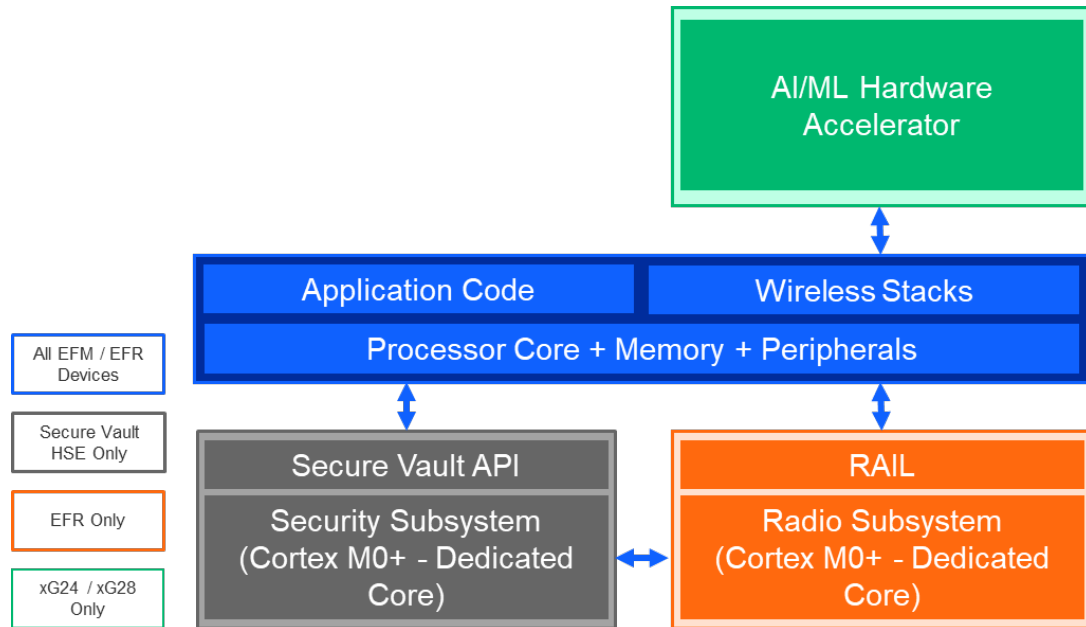 AI/ML Hardware
Accelerator
Application Code
Wireless Stacks
Processor Core + Memory + Peripherals
All EFM / EFR
Devices
Secure Vault
HSE Only
EFR Only
xG24 / xG28
Only
Secure Vault API
Security Subsystem
(Cortex M0+ - Dedicated
Core)
RAIL
Radio Subsystem
(Cortex M0+ - Dedicated
Core)